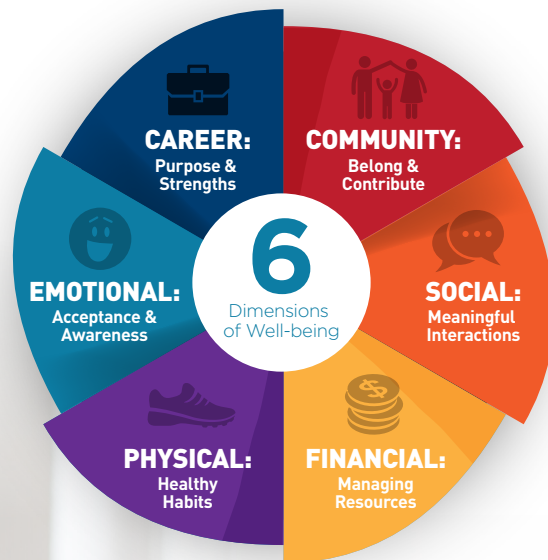 CAREER:
Purpose &
Strengths
COMMUNITY:
Belong &
Contribute
EMOTIONAL:
Acceptance &
Awareness
6
Dimensions
of Well-being
SOCIAL:
Meaningful
Interactions
PHYSICAL:
Healthy
Habits
FINANCIAL:
Managing
Resources
$